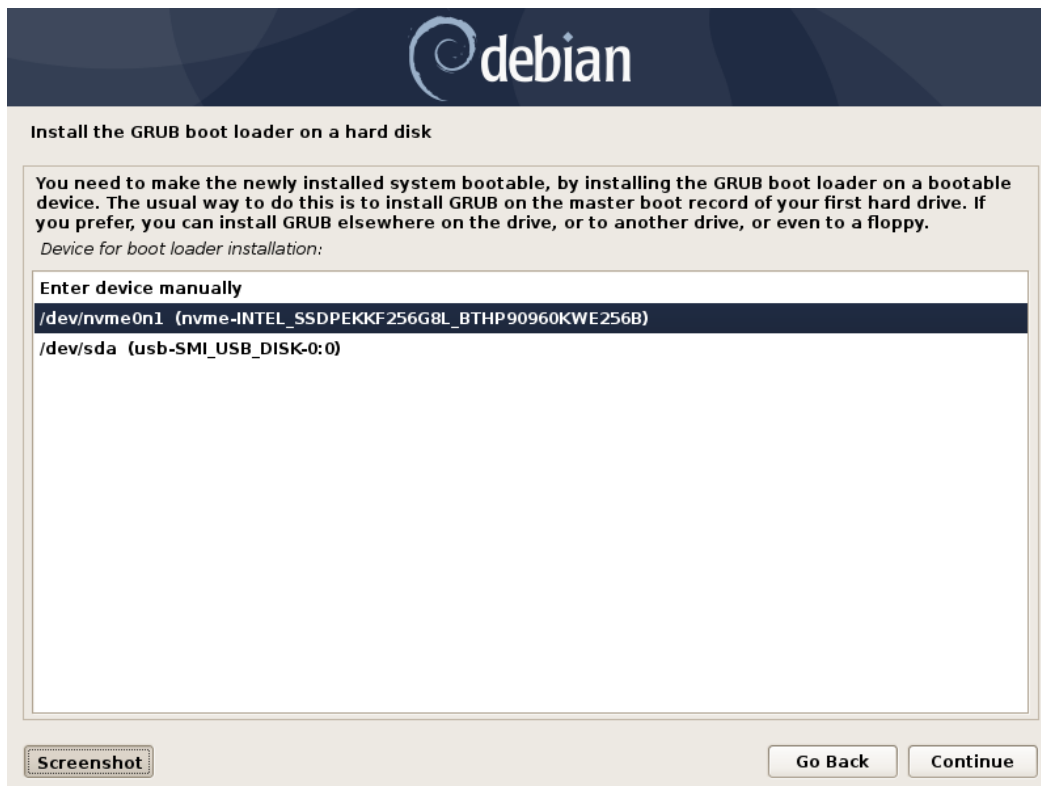 debian
Install the GRUB boot loader on a hard disk
You need to make the newly installed system bootable, by installing the GRUB boot loader on a bootable
device. The usual way to do this is to install GRUB on the master boot record of your first hard drive. If
you prefer, you can install GRUB elsewhere on the drive, or to another drive, or even to a floppy.
Device for boot loader installation:
Enter device manually
/dev/nvme0n1 (nvme-INTEL_SSDPEKKF256G8L_BTHP90960KWE256B)
/dev/sda (usb-SMI_USB_DISK-0:0)
Screenshot
Go Back
Continue